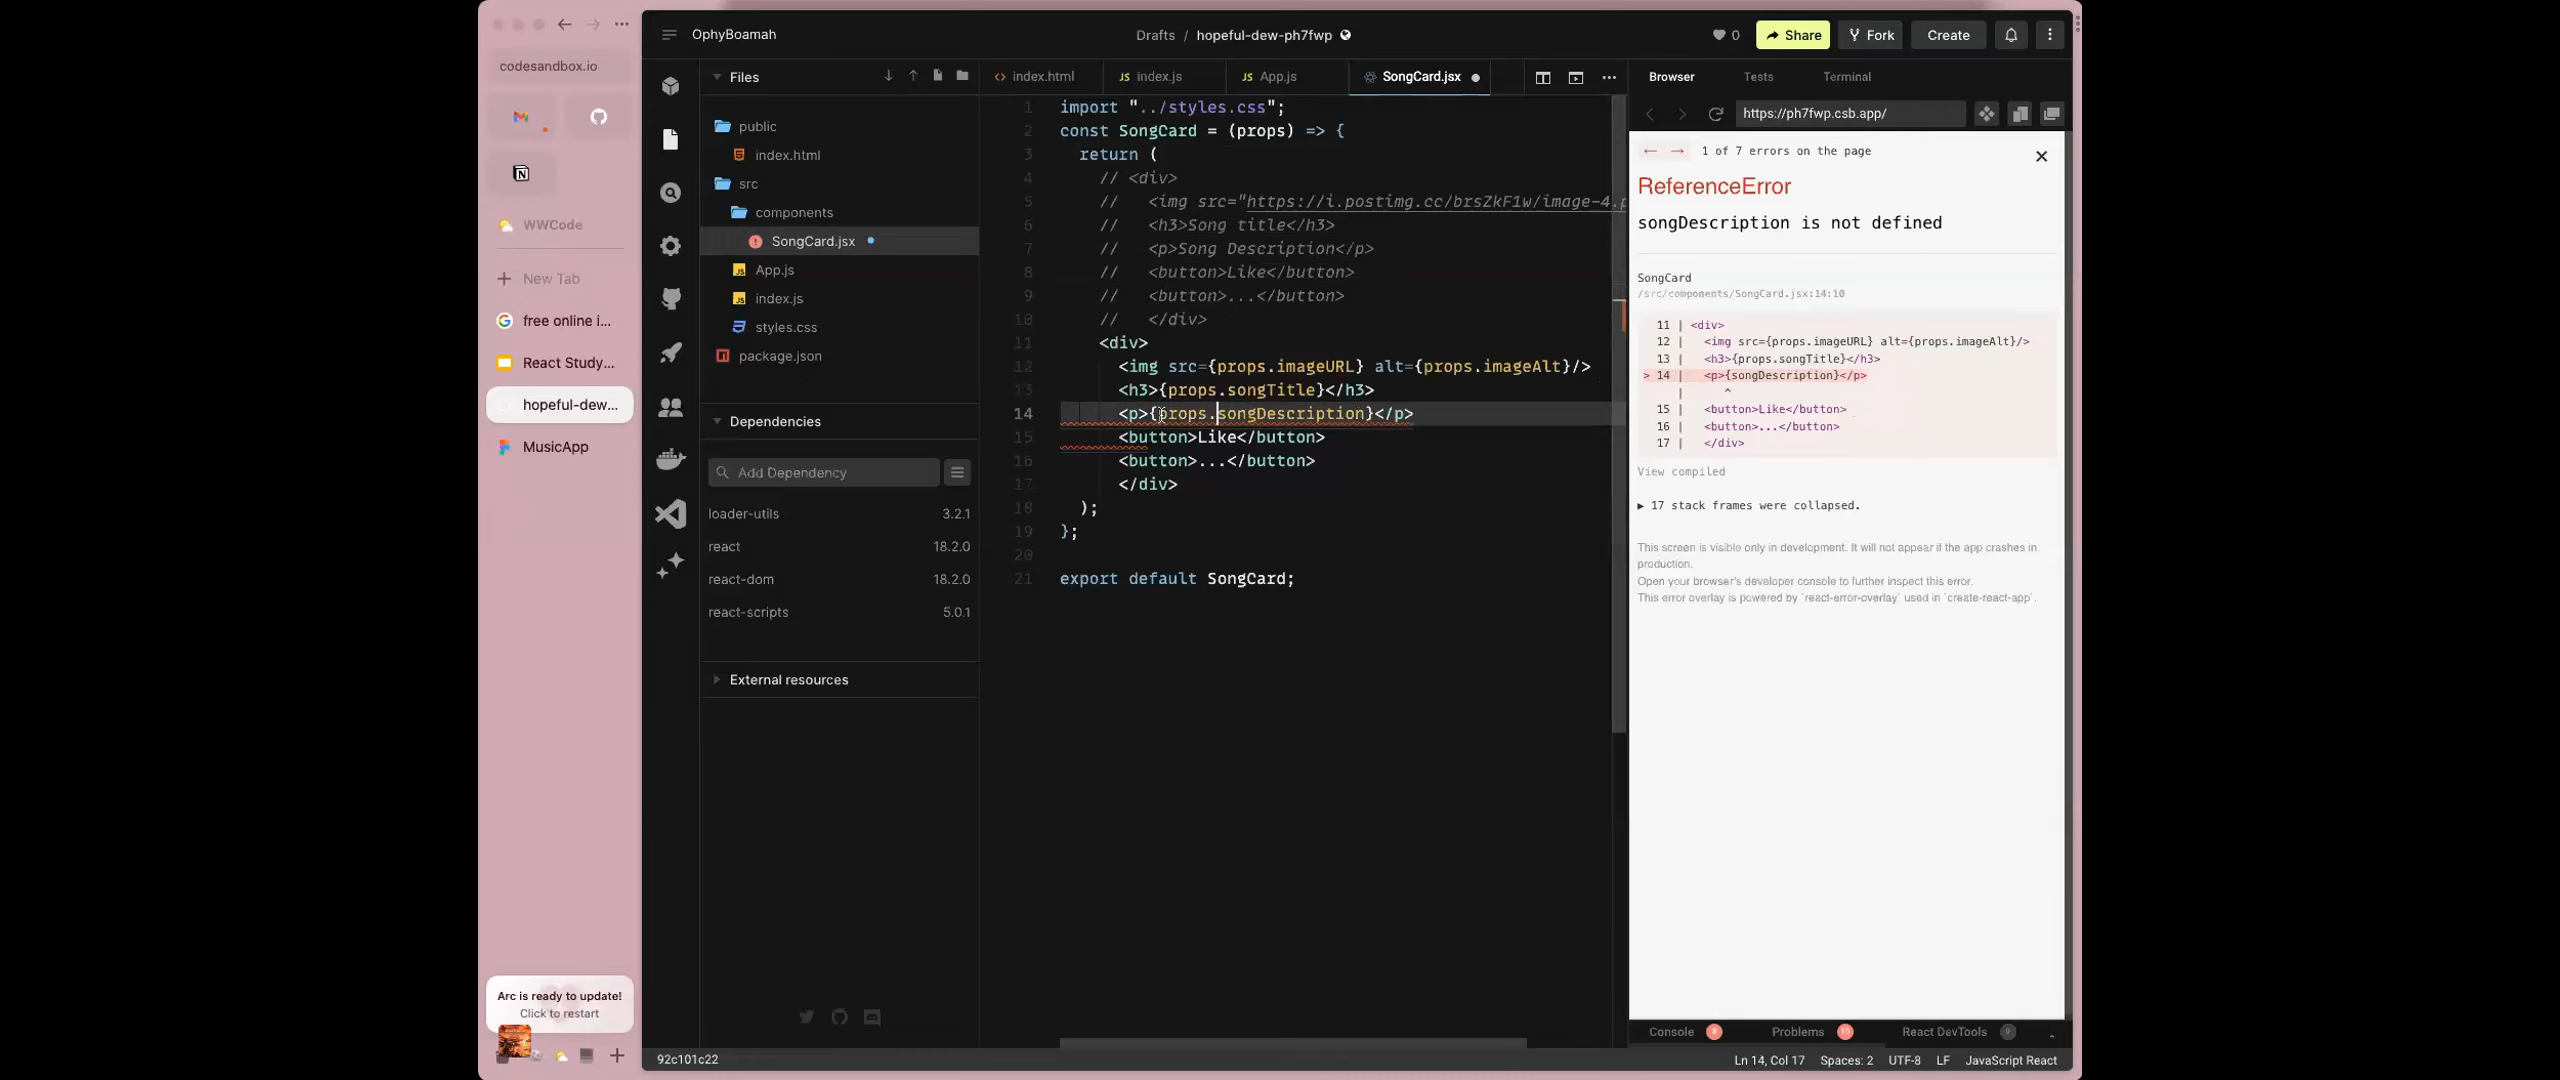 codesandbox.io
WWCode
New Tab
free online i...
React Study...
hopeful-dew...
MusicApp
Arc is ready to update!
Click to restart
OphyBoamah
Drafts / hopeful-dew-ph7fwp
0
Share
Fork
Create
Files
public
index.html
src
components
SongCard.jsx
App.js
index.js
styles.css
package.json
Dependencies
Add Dependency
loader-utils 3.2.1
react 18.2.0
react-dom 18.2.0
react-scripts 5.0.1
External resources
index.html
JS index.js
JS App.js
SongCard.jsx
1 import "../styles.css";
2 const SongCard = (props) => {
3 return (
4 // <div>
5 // <img src="https://i.postimg.cc/brsZkF1w/image-4.p
6 // <h3>Song title</h3>
7 // <p>Song Description</p>
8 // <button>Like</button>
9 // <button>...</button>
10 // </div>
11 <div>
12 <img src={props.imageURL} alt={props.imageAlt}/>
13 <h3>{props.songTitle}</h3>
14 <p>{props.songDescription}</p>
15 <button>Like</button>
16 <button>...</button>
17 </div>
18 );
19 };
20
21 export default SongCard;
Browser Tests Terminal
https://ph7fwp.csb.app/
← → 1 of 7 errors on the page
ReferenceError
songDescription is not defined
SongCard
/src/components/SongCard.jsx:14:10
11 | <div>
12 | <img src={props.imageURL} alt={props.imageAlt}/>
13 | <h3>{props.songTitle}</h3>
> 14 | <p>{songDescription}</p>
| ^
15 | <button>Like</button>
16 | <button>...</button>
17 | </div>
View compiled
▶ 17 stack frames were collapsed.
This screen is visible only in development. It will not appear if the app crashes in
production.
Open your browser's developer console to further inspect this error.
This error overlay is powered by `react-error-overlay` used in `create-react-app`.
Console
Problems
React DevTools
92c101c22
Ln 14, Col 17 Spaces: 2 UTF-8 LF JavaScript React